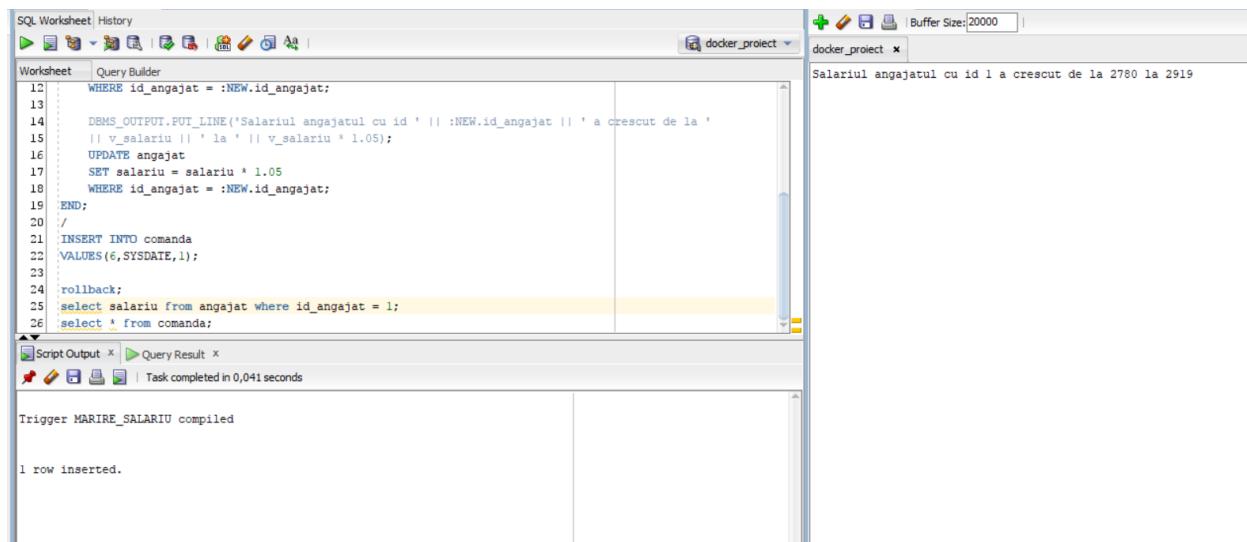 SQL Worksheet History
docker_proiect
Worksheet Query Builder
12 WHERE id_angajat = :NEW.id_angajat;
13
14 DBMS_OUTPUT.PUT_LINE('Salariul angajatul cu id ' || :NEW.id_angajat || ' a crescut de la '
15 || v_salariu || ' la ' || v_salariu * 1.05);
16 UPDATE angajat
17 SET salariu = salariu * 1.05
18 WHERE id_angajat = :NEW.id_angajat;
19 END;
20 /
21 INSERT INTO comanda
22 VALUES(6,SYSDATE,1);
23
24 rollback;
25 select salariu from angajat where id_angajat = 1;
26 select * from comanda;
Script Output x Query Result x
Task completed in 0,041 seconds
Trigger MARIRE_SALARIU compiled
1 row inserted.
Buffer Size: 20000
docker_proiect x
Salariul angajatul cu id 1 a crescut de la 2780 la 2919